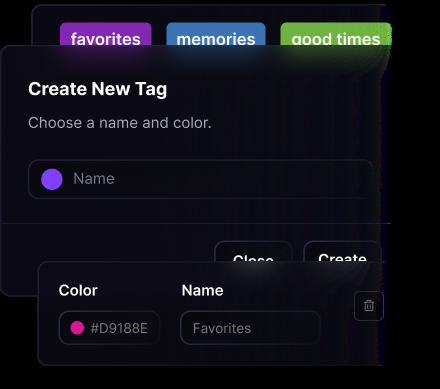 favorites memories good times
Create New Tag
Choose a name and color.
Name
Close Create
Color Name
#D9188E Favorites